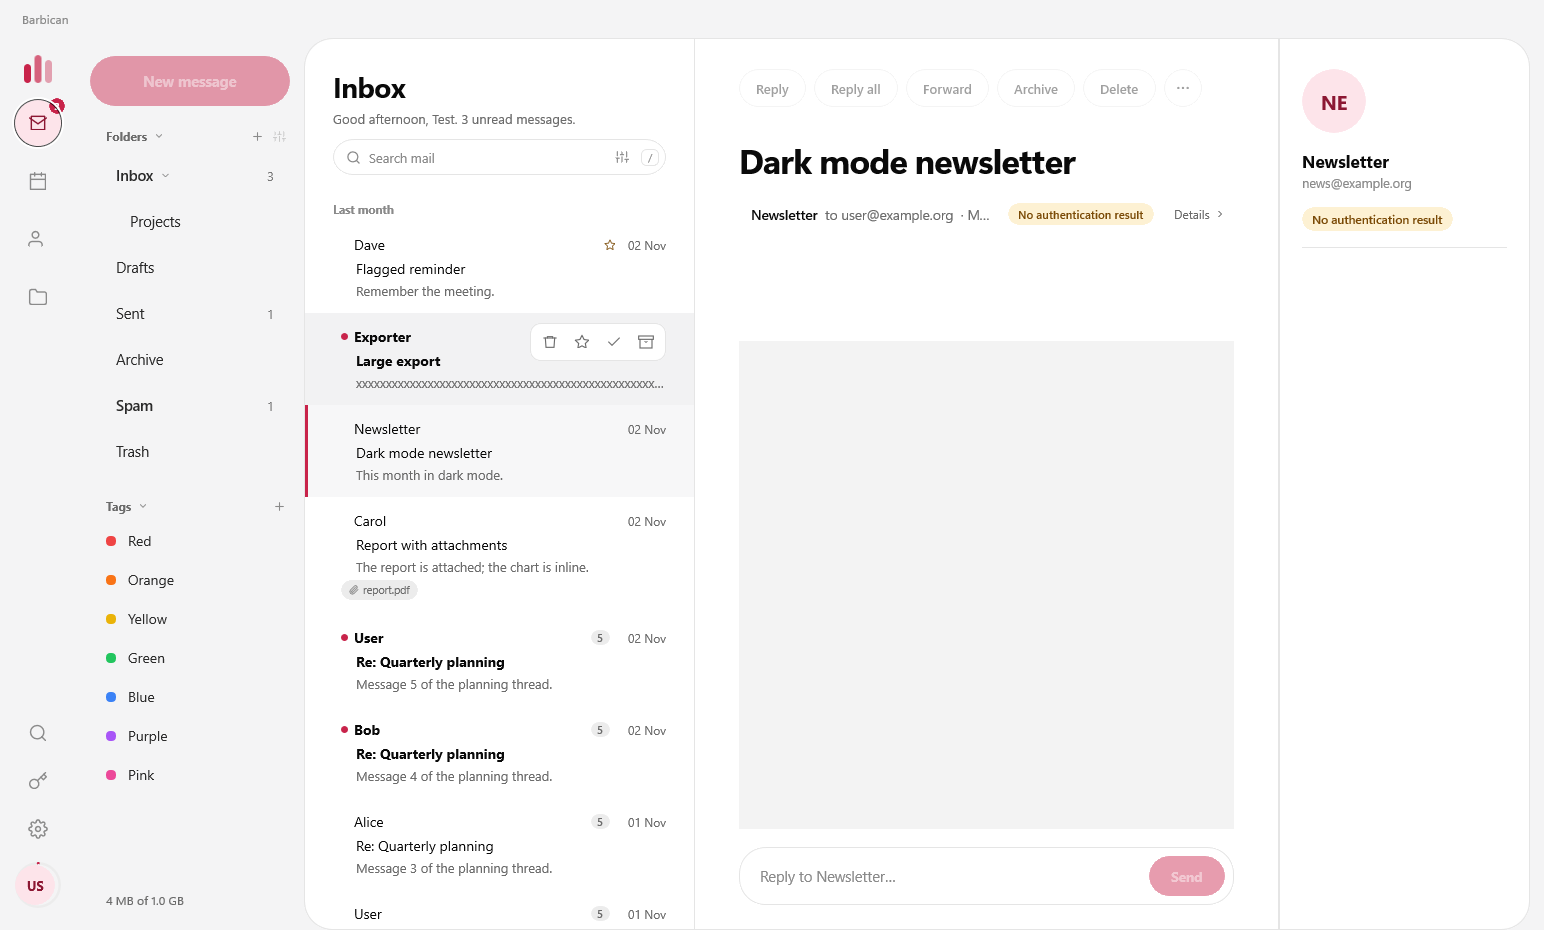 Barbican
New message
Folders
Inbox 3
Projects
Drafts
Sent 1
Archive
Spam 1
Trash
Tags
Red
Orange
Yellow
Green
Blue
Purple
Pink
US
4 MB of 1.0 GB
Inbox
Good afternoon, Test. 3 unread messages.
Search mail /
Last month
Dave 02 Nov
Flagged reminder
Remember the meeting.
Exporter
Large export
Newsletter 02 Nov
Dark mode newsletter
This month in dark mode.
Carol 02 Nov
Report with attachments
The report is attached; the chart is inline.
report.pdf
User 5 02 Nov
Re: Quarterly planning
Message 5 of the planning thread.
Bob 5 02 Nov
Re: Quarterly planning
Message 4 of the planning thread.
Alice 5 01 Nov
Re: Quarterly planning
Message 3 of the planning thread.
User 5 01 Nov
Reply Reply all Forward Archive Delete ...
Dark mode newsletter
Newsletter to user@example.org · M... No authentication result Details
Reply to Newsletter... Send
NE
Newsletter
news@example.org
No authentication result